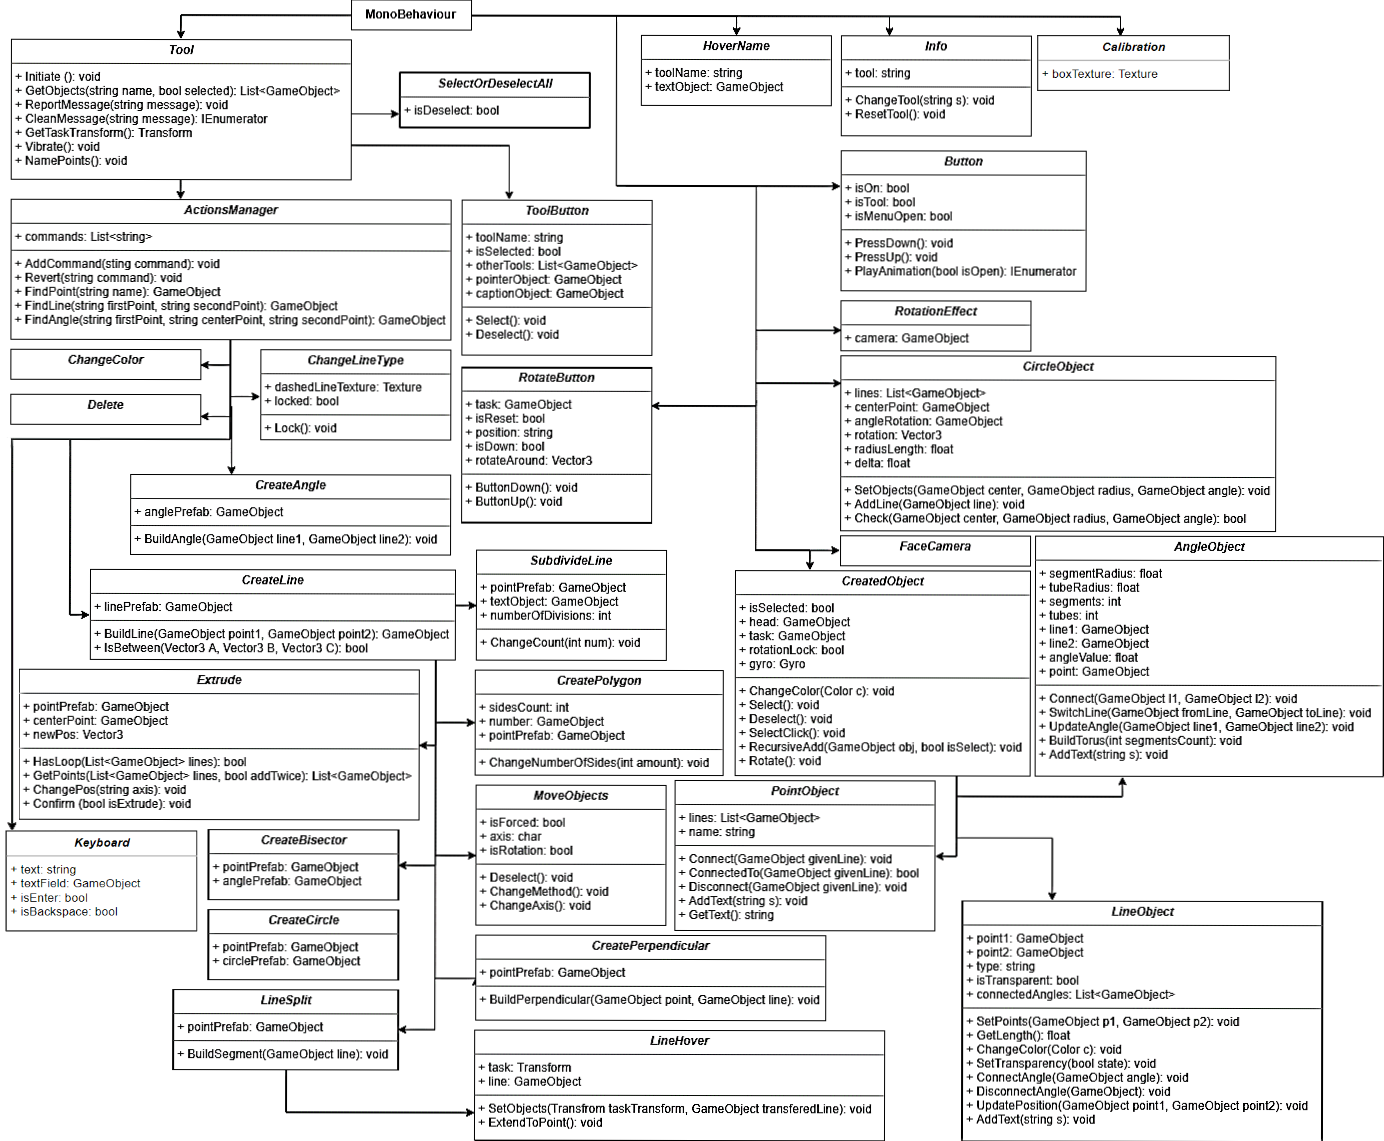 MonoBehaviour
Tool
+ Initiate (): void
+ GetObjects(string name, bool selected): List<GameObject>
+ ReportMessage(string message): void
+ CleanMessage(string message): IEnumerator
+ GetTaskTransform(): Transform
+ Vibrate(): void
+ NamePoints(): void
SelectOrDeselectAll
+ isDeselect: bool
HoverName
+ toolName: string
+ textObject: GameObject
Info
+ tool: string
+ ChangeTool(string s): void
+ ResetTool(): void
Calibration
+ boxTexture: Texture
ActionsManager
+ commands: List<string>
+ AddCommand(sting command): void
+ Revert(string command): void
+ FindPoint(string name): GameObject
+ FindLine(string firstPoint, string secondPoint): GameObject
+ FindAngle(string firstPoint, string centerPoint, string secondPoint): GameObject
ToolButton
+ toolName: string
+ isSelected: bool
+ otherTools: List<GameObject>
+ pointerObject: GameObject
+ captionObject: GameObject
+ Select(): void
+ Deselect(): void
Button
+ isOn: bool
+ isTool: bool
+ isMenuOpen: bool
+ PressDown(): void
+ PressUp(): void
+ PlayAnimation(bool isOpen): IEnumerator
RotationEffect
+ camera: GameObject
ChangeColor
ChangeLineType
+ dashedLineTexture: Texture
+ locked: bool
+ Lock(): void
Delete
RotateButton
+ task: GameObject
+ isReset: bool
+ position: string
+ isDown: bool
+ rotateAround: Vector3
+ ButtonDown(): void
+ ButtonUp(): void
CircleObject
+ lines: List<GameObject>
+ centerPoint: GameObject
+ angleRotation: GameObject
+ rotation: Vector3
+ radiusLength: float
+ delta: float
+ SetObjects(GameObject center, GameObject radius, GameObject angle): void
+ AddLine(GameObject line): void
+ Check(GameObject center, GameObject radius, GameObject angle): bool
CreateAngle
+ anglePrefab: GameObject
+ BuildAngle(GameObject line1, GameObject line2): void
FaceCamera
AngleObject
+ segmentRadius: float
+ tubeRadius: float
+ segments: int
+ tubes: int
+ line1: GameObject
+ line2: GameObject
+ angleValue: float
+ point: GameObject
+ Connect(GameObject l1, GameObject l2): void
+ SwitchLine(GameObject fromLine, GameObject toLine): void
+ UpdateAngle(GameObject line1, GameObject line2): void
+ BuildTorus(int segmentsCount): void
+ AddText(string s): void
CreateLine
+ linePrefab: GameObject
+ BuildLine(GameObject point1, GameObject point2): GameObject
+ IsBetween(Vector3 A, Vector3 B, Vector3 C): bool
SubdivideLine
+ pointPrefab: GameObject
+ textObject: GameObject
+ numberOfDivisions: int
+ ChangeCount(int num): void
CreatedObject
+ isSelected: bool
+ head: GameObject
+ task: GameObject
+ rotationLock: bool
+ gyro: Gyro
+ ChangeColor(Color c): void
+ Select(): void
+ Deselect(): void
+ SelectClick(): void
+ RecursiveAdd(GameObject obj, bool isSelect): void
+ Rotate(): void
Extrude
+ pointPrefab: GameObject
+ centerPoint: GameObject
+ newPos: Vector3
+ HasLoop(List<GameObject> lines): bool
+ GetPoints(List<GameObject> lines, bool addTwice): List<GameObject>
+ ChangePos(string axis): void
+ Confirm (bool isExtrude): void
CreatePolygon
+ sidesCount: int
+ number: GameObject
+ pointPrefab: GameObject
+ ChangeNumberOfSides(int amount): void
MoveObjects
+ isForced: bool
+ axis: char
+ isRotation: bool
+ Deselect(): void
+ ChangeMethod(): void
+ ChangeAxis(): void
PointObject
+ lines: List<GameObject>
+ name: string
+ Connect(GameObject givenLine): void
+ ConnectedTo(GameObject givenLine): bool
+ Disconnect(GameObject givenLine): void
+ AddText(string s): void
+ GetText(): string
Keyboard
+ text: string
+ textField: GameObject
+ isEnter: bool
+ isBackspace: bool
CreateBisector
+ pointPrefab: GameObject
+ anglePrefab: GameObject
CreateCircle
+ pointPrefab: GameObject
+ circlePrefab: GameObject
LineObject
+ point1: GameObject
+ point2: GameObject
+ type: string
+ isTransparent: bool
+ connectedAngles: List<GameObject>
+ SetPoints(GameObject p1, GameObject p2): void
+ GetLength(): float
+ ChangeColor(Color c): void
+ SetTransparency(bool state): void
+ ConnectAngle(GameObject angle): void
+ DisconnectAngle(GameObject): void
+ UpdatePosition(GameObject point1, GameObject point2): void
+ AddText(string s): void
CreatePerpendicular
+ pointPrefab: GameObject
+ BuildPerpendicular(GameObject point, GameObject line): void
LineSplit
+ pointPrefab: GameObject
+ BuildSegment(GameObject line): void
LineHover
+ task: Transform
+ line: GameObject
+ SetObjects(Transfrom taskTransform, GameObject transferedLine): void
+ ExtendToPoint(): void